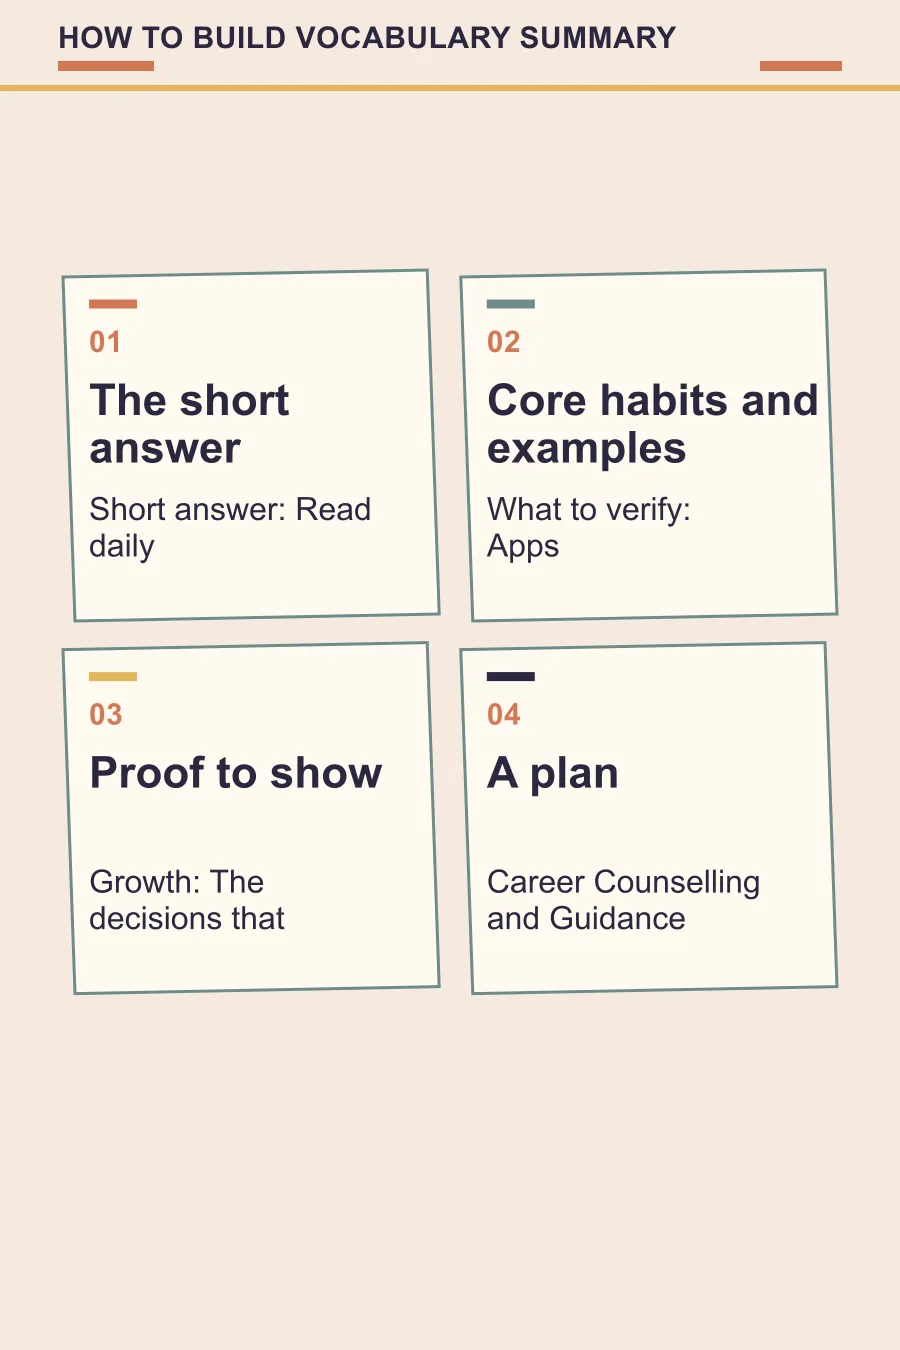 HOW TO BUILD VOCABULARY SUMMARY
01
The short
answer
Short answer: Read
daily
02
Core habits and
examples
What to verify:
Apps
03
Proof to show
Growth: The
decisions that
04
A plan
Career Counselling
and Guidance